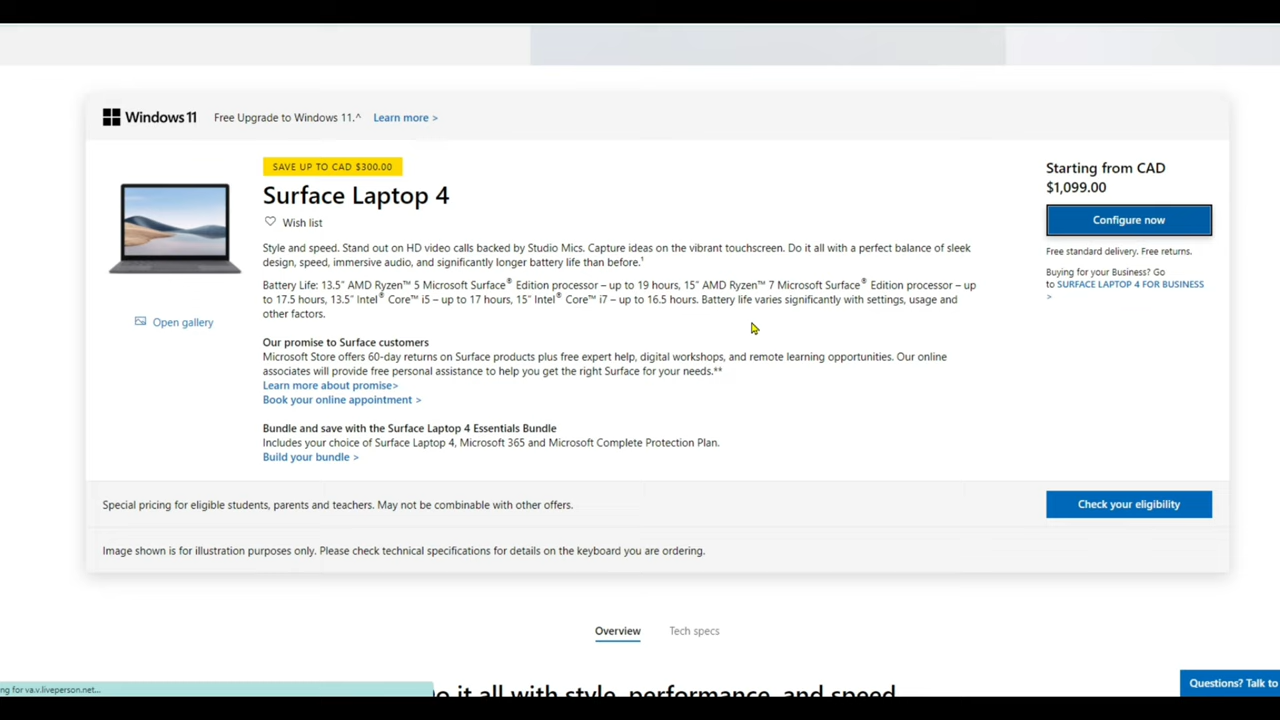 Windows 11 Free Upgrade to Windows 11.^ Learn more >
SAVE UP TO CAD $300.00
Surface Laptop 4
Wish list
Style and speed. Stand out on HD video calls backed by Studio Mics. Capture ideas on the vibrant touchscreen. Do it all with a perfect balance of sleek
design, speed, immersive audio, and significantly longer battery life than before.¹
Battery Life: 13.5” AMD Ryzen™ 5 Microsoft Surface® Edition processor – up to 19 hours, 15” AMD Ryzen™ 7 Microsoft Surface® Edition processor – up
to 17.5 hours, 13.5” Intel® Core™ i5 – up to 17 hours, 15” Intel® Core™ i7 – up to 16.5 hours. Battery life varies significantly with settings, usage and
other factors.
Open gallery
Our promise to Surface customers
Microsoft Store offers 60-day returns on Surface products plus free expert help, digital workshops, and remote learning opportunities. Our online
associates will provide free personal assistance to help you get the right Surface for your needs.**
Learn more about promise>
Book your online appointment >
Bundle and save with the Surface Laptop 4 Essentials Bundle
Includes your choice of Surface Laptop 4, Microsoft 365 and Microsoft Complete Protection Plan.
Build your bundle >
Starting from CAD
$1,099.00
Configure now
Free standard delivery. Free returns.
Buying for your Business? Go
to SURFACE LAPTOP 4 FOR BUSINESS
>
Special pricing for eligible students, parents and teachers. May not be combinable with other offers.
Check your eligibility
Image shown is for illustration purposes only. Please check technical specifications for details on the keyboard you are ordering.
Overview Tech specs
o it all with style, performance, and speed
Questions? Talk to
ng for va.v.liveperson.net...